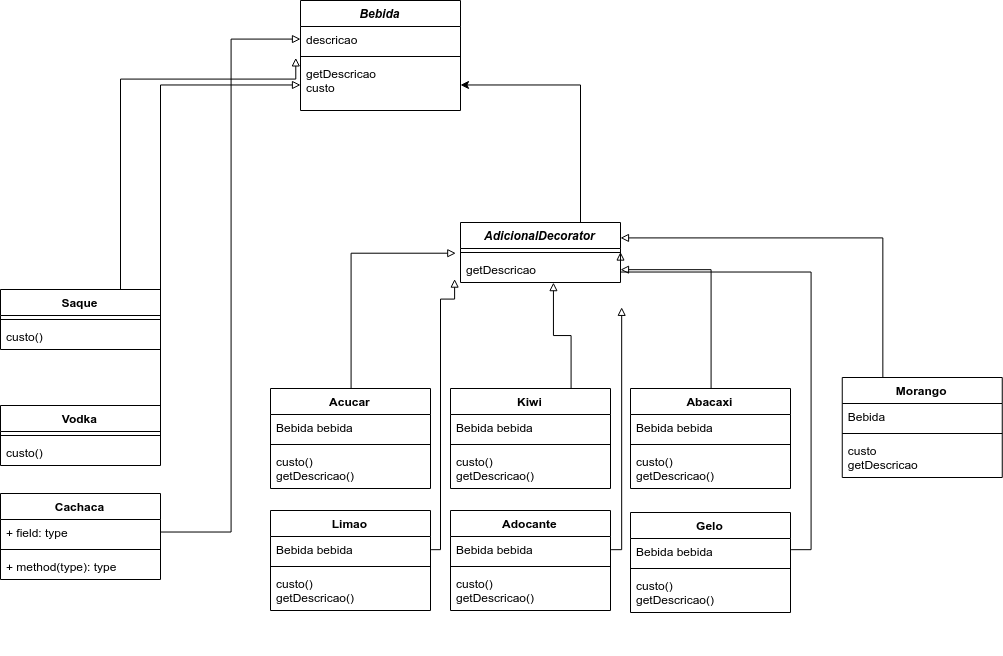 Bebida
descricao
getDescricao
custo
AdicionalDecorator
getDescricao
Saque
custo()
Vodka
custo()
Cachaca
+ field: type
+ method(type): type
Acucar
Bebida bebida
custo()
getDescricao()
Kiwi
Bebida bebida
custo()
getDescricao()
Abacaxi
Bebida bebida
custo()
getDescricao()
Morango
Bebida
custo
getDescricao
Limao
Bebida bebida
custo()
getDescricao()
Adocante
Bebida bebida
custo()
getDescricao()
Gelo
Bebida bebida
custo()
getDescricao()